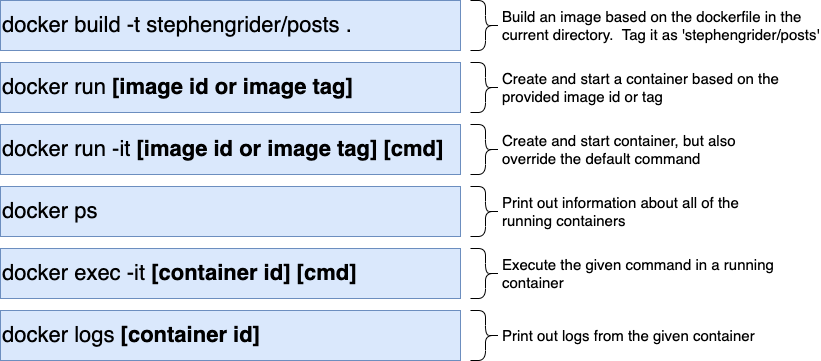 docker build -t stephengrider/posts .
Build an image based on the dockerfile in the
current directory.  Tag it as 'stephengrider/posts'
docker run [image id or image tag]
Create and start a container based on the
provided image id or tag
docker run -it [image id or image tag] [cmd]
Create and start container, but also
override the default command
docker ps
Print out information about all of the
running containers
docker exec -it [container id] [cmd]
Execute the given command in a running
container
docker logs [container id]
Print out logs from the given container